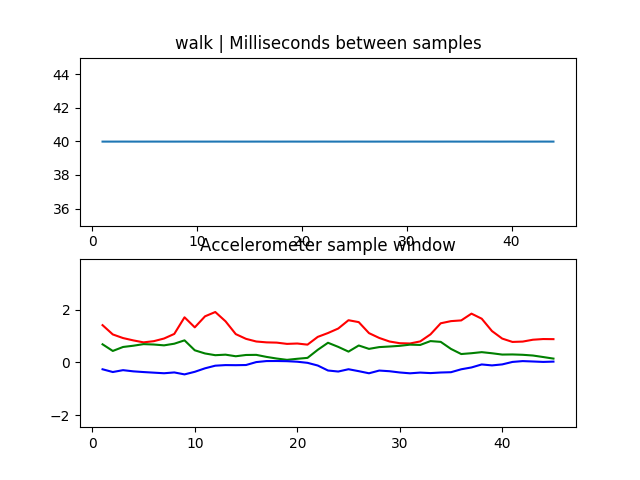 walk | Milliseconds between samples
44
42
40
38
36
0 10 20 30 40
Accelerometer sample window
2
0
−2
0 10 20 30 40